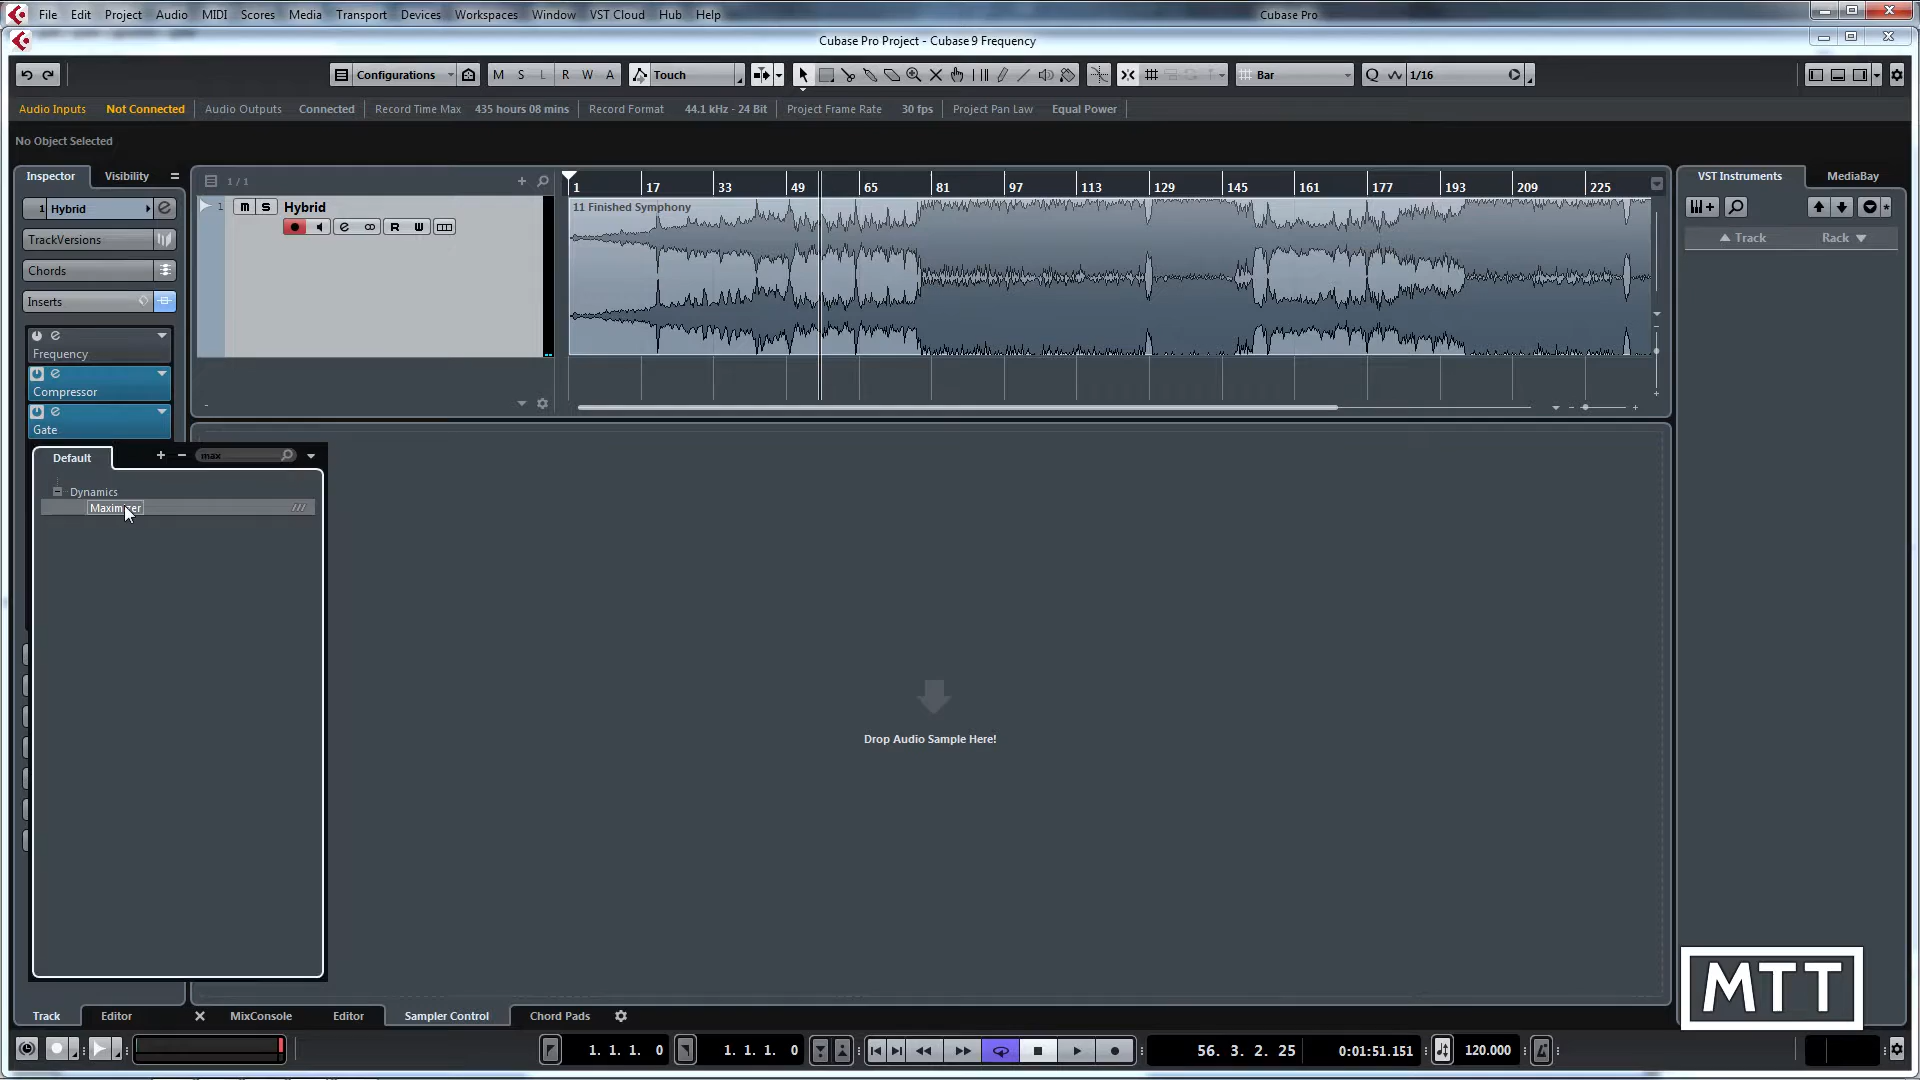 File Edit Project Audio MIDI Scores Media Transport Devices Workspaces Window VST Cloud Hub Help Cubase Pro
Cubase Pro Project - Cubase 9 Frequency
Configurations M S L R W A Touch Bar Q 1/16
Audio Inputs Not Connected Audio Outputs Connected Record Time Max 435 hours 08 mins Record Format 44.1 kHz - 24 Bit Project Frame Rate 30 fps Project Pan Law Equal Power
No Object Selected
Inspector Visibility 1 / 1 1 17 33 49 65 81 97 113 129 145 161 177 193 209 225 VST Instruments MediaBay
1 Hybrid 1 m S Hybrid 11 Finished Symphony
R W
TrackVersions Track Rack
Chords
Inserts
Frequency
Compressor
Gate
Default + - max
Dynamics
Maximizer
Drop Audio Sample Here!
MTT
Track Editor MixConsole Editor Sampler Control Chord Pads
1. 1. 1. 0 1. 1. 1. 0 56. 3. 2. 25 0:01:51.151 120.000